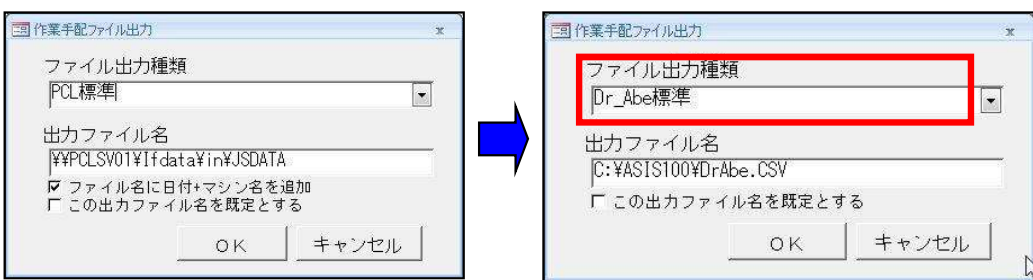 作業手配ファイル出力
ファイル出力種類
PCL標準
出力ファイル名
¥¥PCLSV01¥Ifdata¥in¥JSDATA
ファイル名に日付+マシン名を追加
この出力ファイル名を既定とする
OK キャンセル
作業手配ファイル出力
ファイル出力種類
Dr_Abe標準
出力ファイル名
C:¥ASIS100¥DrAbe.CSV
この出力ファイル名を既定とする
OK キャンセル